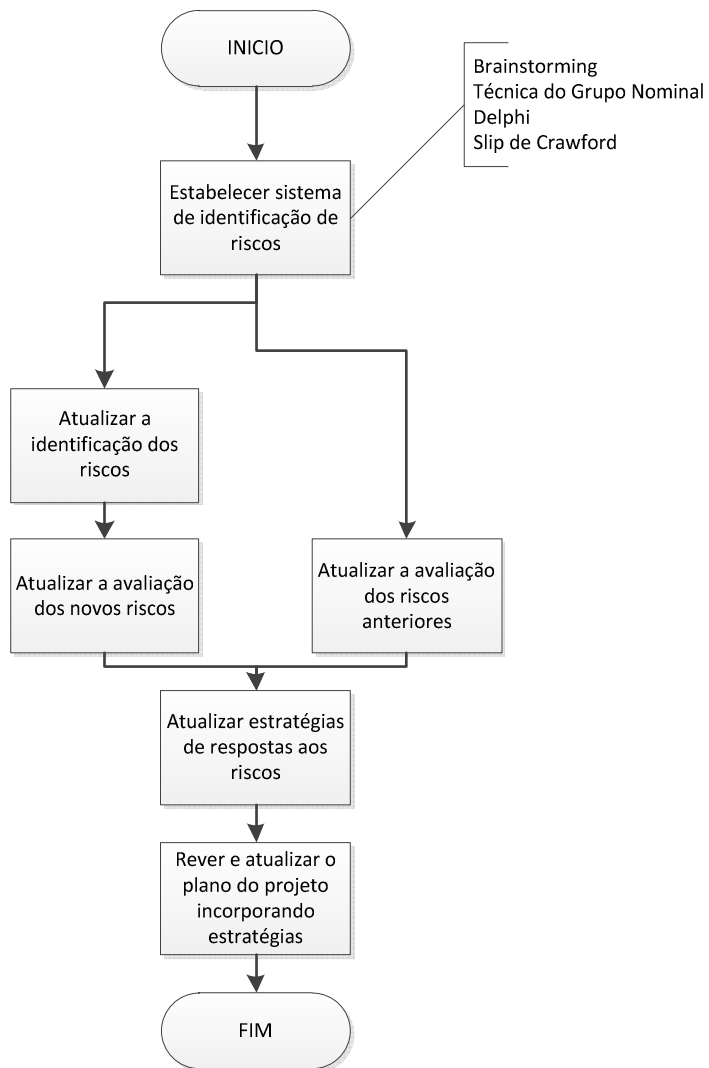 INICIO
Brainstorming
Técnica do Grupo Nominal
Delphi
Slip de Crawford
Estabelecer sistema
de identificação de
riscos
Atualizar a
identificação dos
riscos
Atualizar a avaliação
dos novos riscos
Atualizar a avaliação
dos riscos
anteriores
Atualizar estratégias
de respostas aos
riscos
Rever e atualizar o
plano do projeto
incorporando
estratégias
FIM